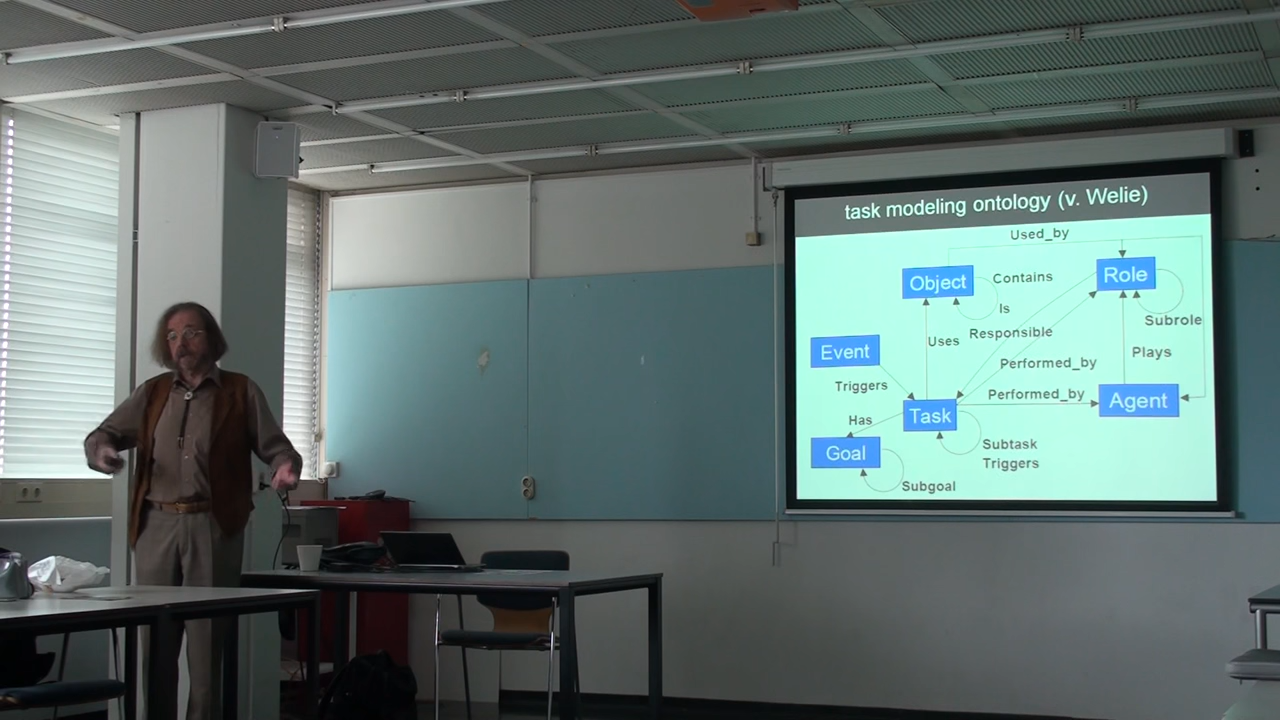 task modeling ontology (v. Welie)
Used_by
Object
Contains
Role
Is
Subrole
Uses
Responsible
Event
Performed_by
Plays
Triggers
Performed_by
Agent
Has
Task
Goal
Subtask
Triggers
Subgoal